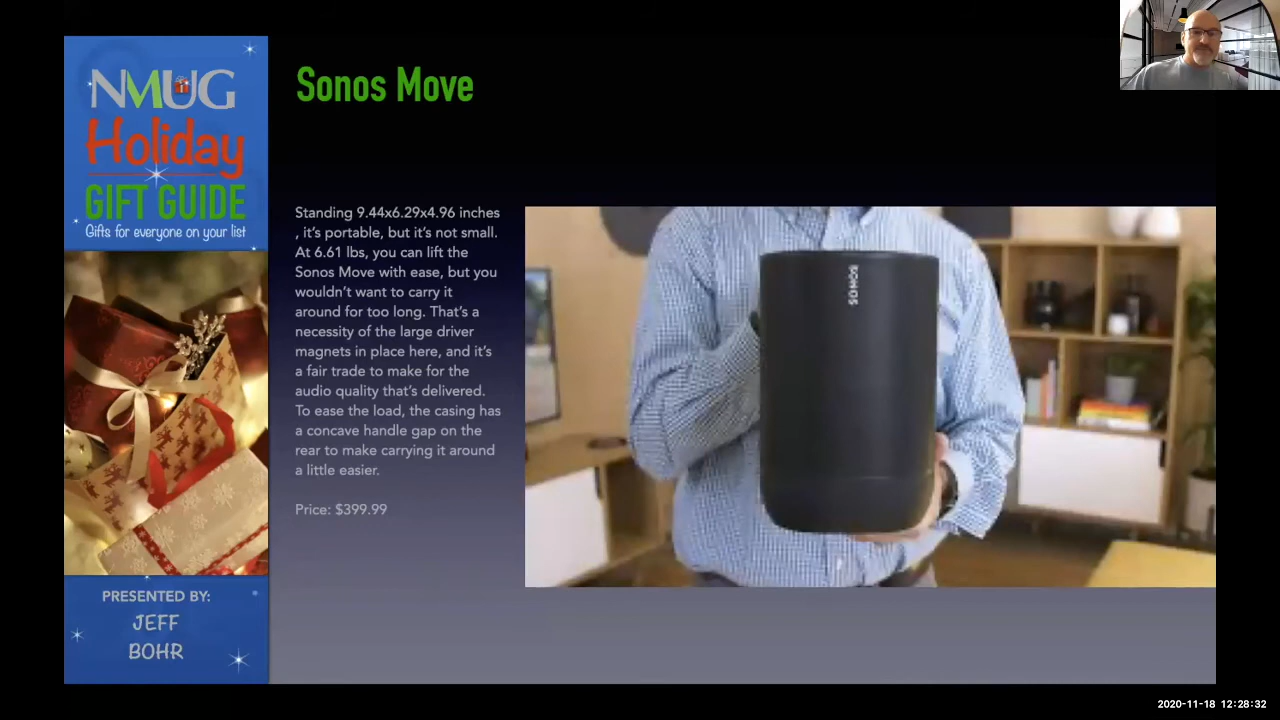 NMUG
Holiday
GIFT GUIDE
Gifts for everyone on your list
PRESENTED BY:
JEFF
BOHR
Sonos Move
Standing 9.44x6.29x4.96 inches
, it's portable, but it's not small.
At 6.61 lbs, you can lift the
Sonos Move with ease, but you
wouldn't want to carry it
around for too long. That's a
necessity of the large driver
magnets in place here, and it's
a fair trade to make for the
audio quality that's delivered.
To ease the load, the casing has
a concave handle gap on the
rear to make carrying it around
a little easier.
Price: $399.99
SONOS
2020-11-18 12:28:32